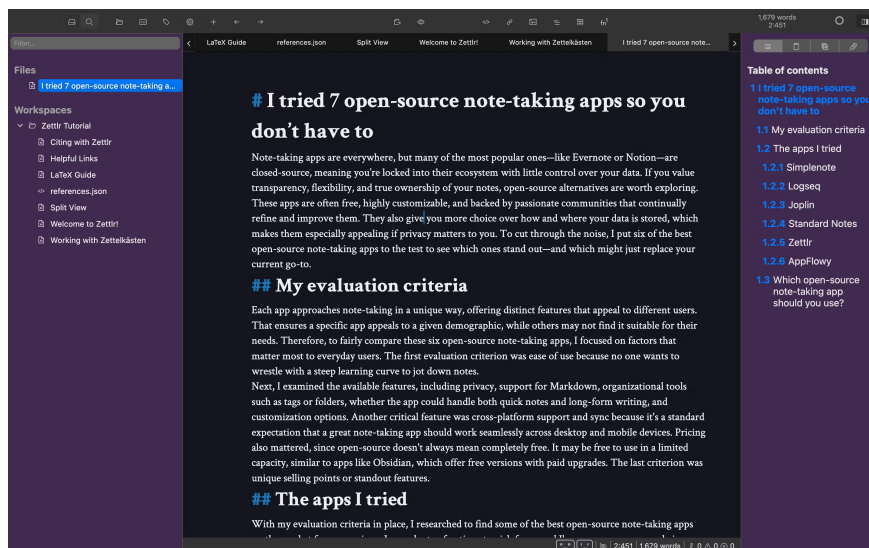 1,679 words
2:451
Filter...
LaTeX Guide
references.json
Split View
Welcome to Zettlr!
Working with Zettelkästen
I tried 7 open-source note...
Files
I tried 7 open-source note-taking a...
Workspaces
Zettlr Tutorial
Citing with Zettlr
Helpful Links
LaTeX Guide
references.json
Split View
Welcome to Zettlr!
Working with Zettelkästen
# I tried 7 open-source note-taking apps so you
don’t have to
Note-taking apps are everywhere, but many of the most popular ones—like Evernote or Notion—are
closed-source, meaning you're locked into their ecosystem with little control over your data. If you value
transparency, flexibility, and true ownership of your notes, open-source alternatives are worth exploring.
These apps are often free, highly customizable, and backed by passionate communities that continually
refine and improve them. They also give you more choice over how and where your data is stored, which
makes them especially appealing if privacy matters to you. To cut through the noise, I put six of the best
open-source note-taking apps to the test to see which ones stand out—and which might just replace your
current go-to.
## My evaluation criteria
Each app approaches note-taking in a unique way, offering distinct features that appeal to different users.
That ensures a specific app appeals to a given demographic, while others may not find it suitable for their
needs. Therefore, to fairly compare these six open-source note-taking apps, I focused on factors that
matter most to everyday users. The first evaluation criterion was ease of use because no one wants to
wrestle with a steep learning curve to jot down notes.
Next, I examined the available features, including privacy, support for Markdown, organizational tools
such as tags or folders, whether the app could handle both quick notes and long-form writing, and
customization options. Another critical feature was cross-platform support and sync because it's a standard
expectation that a great note-taking app should work seamlessly across desktop and mobile devices. Pricing
also mattered, since open-source doesn't always mean completely free. It may be free to use in a limited
capacity, similar to apps like Obsidian, which offer free versions with paid upgrades. The last criterion was
unique selling points or standout features.
## The apps I tried
With my evaluation criteria in place, I researched to find some of the best open-source note-taking apps
2:451 1,679 words 0 0 0
Table of contents
1 I tried 7 open-source
note-taking apps so you
don't have to
1.1 My evaluation criteria
1.2 The apps I tried
1.2.1 Simplenote
1.2.2 Logseq
1.2.3 Joplin
1.2.4 Standard Notes
1.2.5 Zettlr
1.2.6 AppFlowy
1.3 Which open-source
note-taking app
should you use?